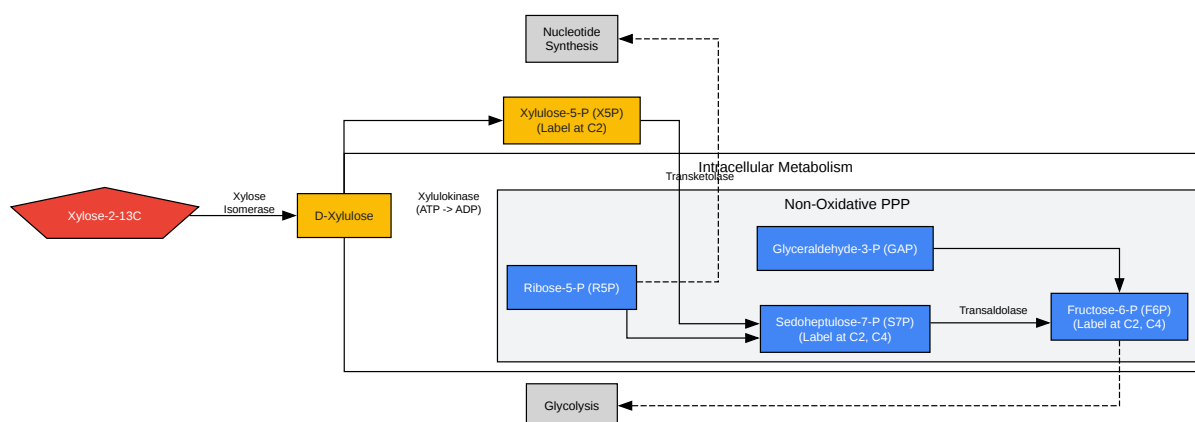 Nucleotide
Synthesis
Xylulose-5-P (X5P)
(Label at C2)
Intracellular Metabolism
Transketolase
Xylose-2-13C
Xylose
Isomerase
D-Xylulose
Xylulokinase
(ATP -> ADP)
Non-Oxidative PPP
Glyceraldehyde-3-P (GAP)
Ribose-5-P (R5P)
Sedoheptulose-7-P (S7P)
(Label at C2, C4)
Transaldolase
Fructose-6-P (F6P)
(Label at C2, C4)
Glycolysis